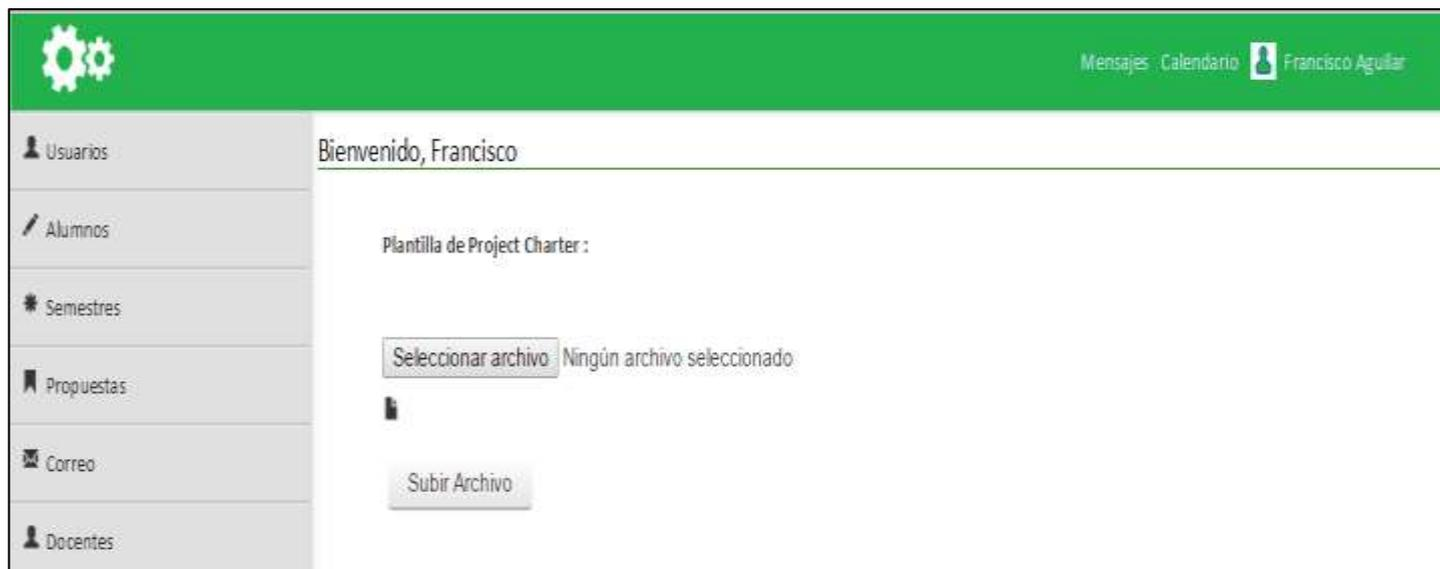 Mensajes Calendario Francisco Aguilar
Usuarios
Alumnos
Semestres
Propuestas
Correo
Docentes
Bienvenido, Francisco
Plantilla de Project Charter :
Seleccionar archivo Ningún archivo seleccionado
Subir Archivo